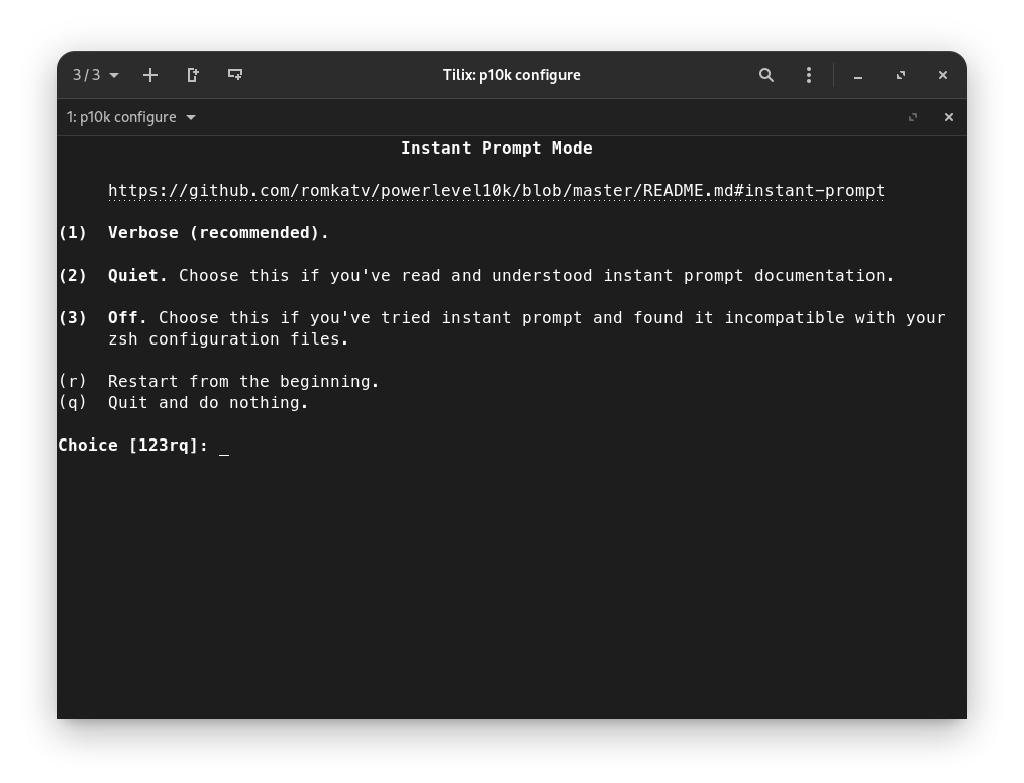 3 / 3
Tilix: p10k configure
1: p10k configure
Instant Prompt Mode
https://github.com/romkatv/powerlevel10k/blob/master/README.md#instant-prompt
(1) Verbose (recommended).
(2) Quiet. Choose this if you've read and understood instant prompt documentation.
(3) Off. Choose this if you've tried instant prompt and found it incompatible with your
zsh configuration files.
(r) Restart from the beginning.
(q) Quit and do nothing.
Choice [123rq]: _